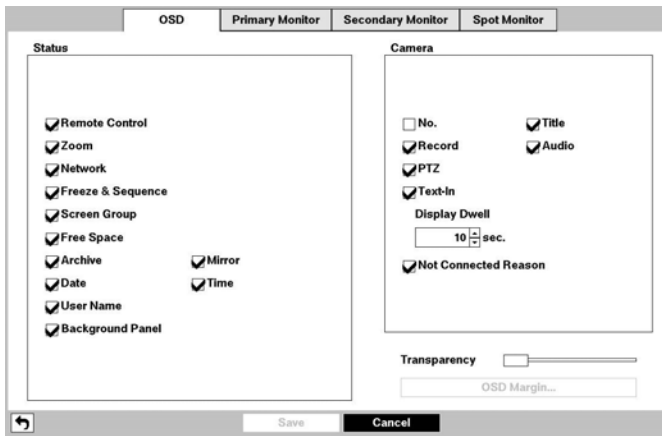 OSD Primary Monitor Secondary Monitor Spot Monitor
Status
Remote Control
Zoom
Network
Freeze & Sequence
Screen Group
Free Space
Archive Mirror
Date Time
User Name
Background Panel
Camera
No. Title
Record Audio
PTZ
Text-In
Display Dwell
10 sec.
Not Connected Reason
Transparency
OSD Margin...
Save Cancel